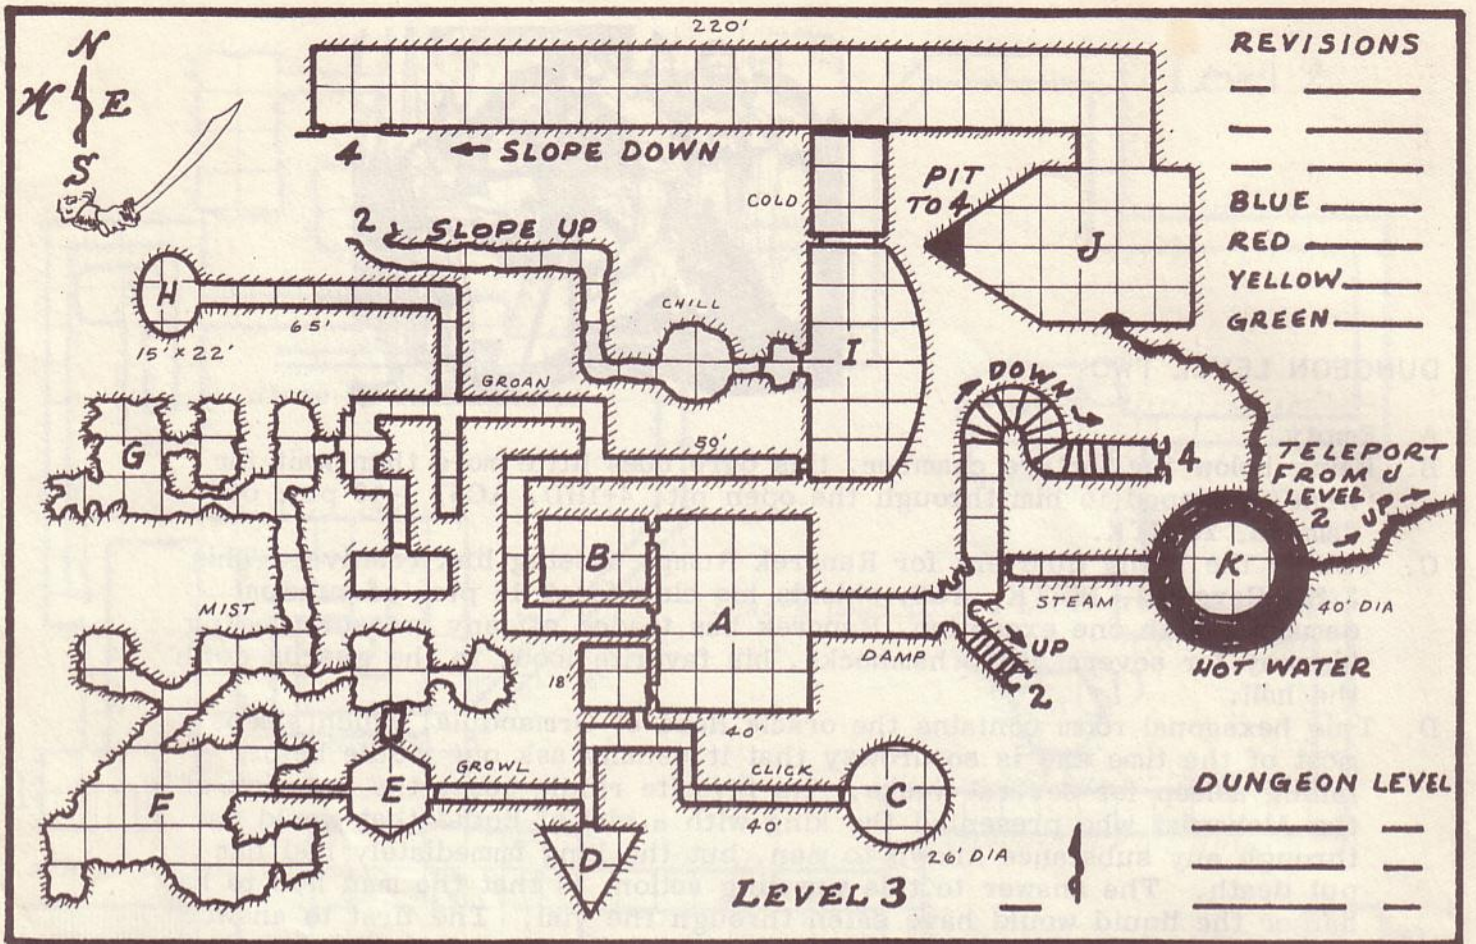 220'
REVISIONS
N
W E
S
4
← SLOPE DOWN
COLD
PIT
TO 4
BLUE
RED
YELLOW
GREEN
2
SLOPE UP
J
H
65'
15' x 22'
CHILL
I
GROAN
DOWN
4
G
50'
4
TELEPORT
FROM J
LEVEL
2
UP
B
K
STEAM
40' DIA
HOT WATER
MIST
A
DAMP
UP
2
18'
40'
GROWL
CLICK
E
C
40'
F
26' DIA
D
LEVEL 3
DUNGEON LEVEL